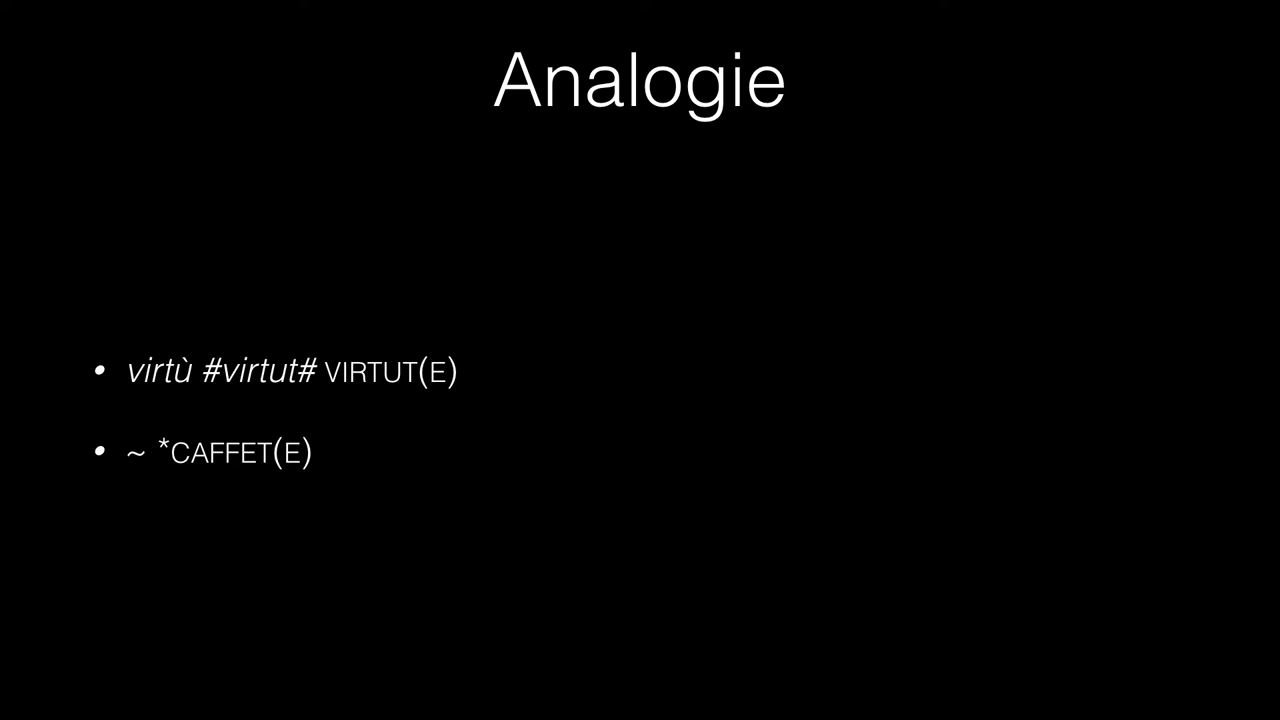 Analogie
• virtù #virtut# VIRTUT(E)
• ~ *CAFFET(E)